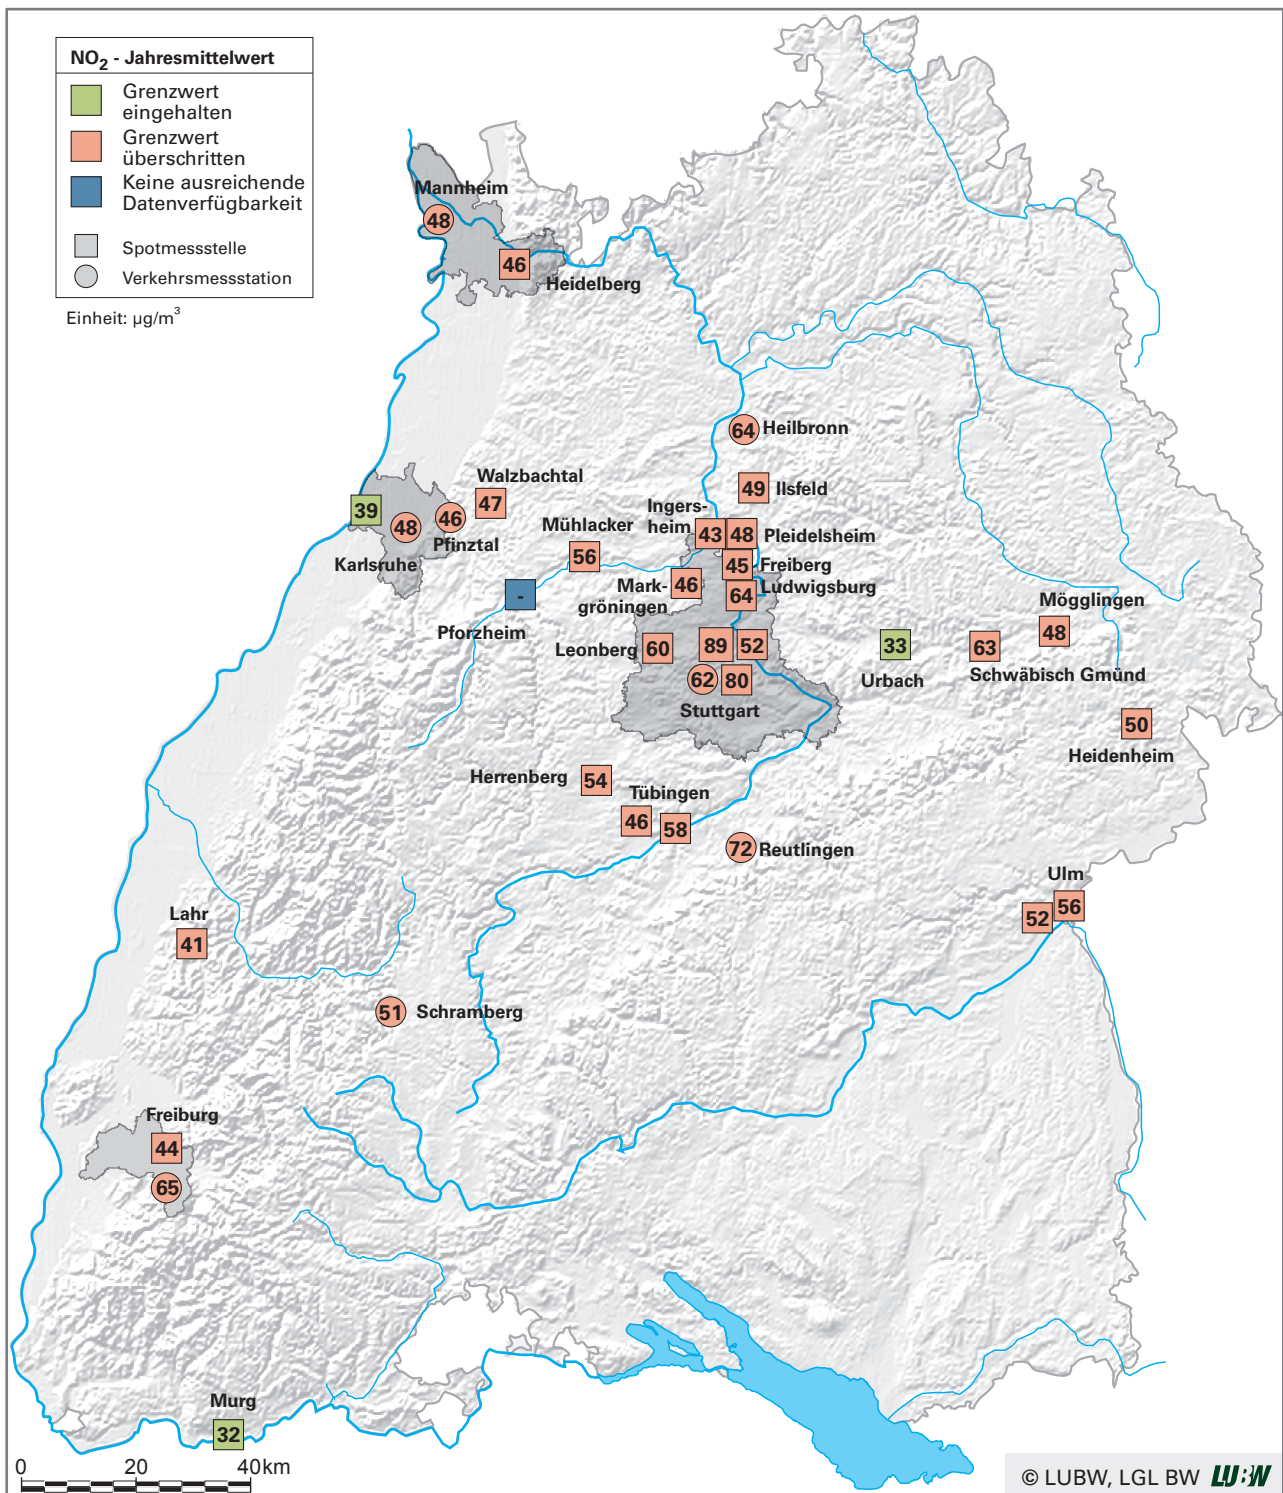 NO2 - Jahresmittelwert
Grenzwert
eingehalten
Grenzwert
überschritten
Keine ausreichende
Datenverfügbarkeit
Spotmessstelle
Verkehrsmessstation
Einheit: µg/m³
Mannheim
48
46
Heidelberg
64 Heilbronn
Walzbachtal
47
39
48
46
Pfinztal
Karlsruhe
49 Ilsfeld
Ingers-
heim
43
48 Pleidelsheim
Mühlacker
56
45 Freiberg
Mark-
gröningen
46
64 Ludwigsburg
-
Pforzheim
Leonberg 60
89
52
62
80
Stuttgart
33
Urbach
63
Schwäbisch Gmünd
Mögglingen
48
50
Heidenheim
Herrenberg 54
Tübingen
46
58
72 Reutlingen
Ulm
52
56
Lahr
41
51 Schramberg
Freiburg
44
65
Murg
32
0 20 40km
© LUBW, LGL BW LUBW